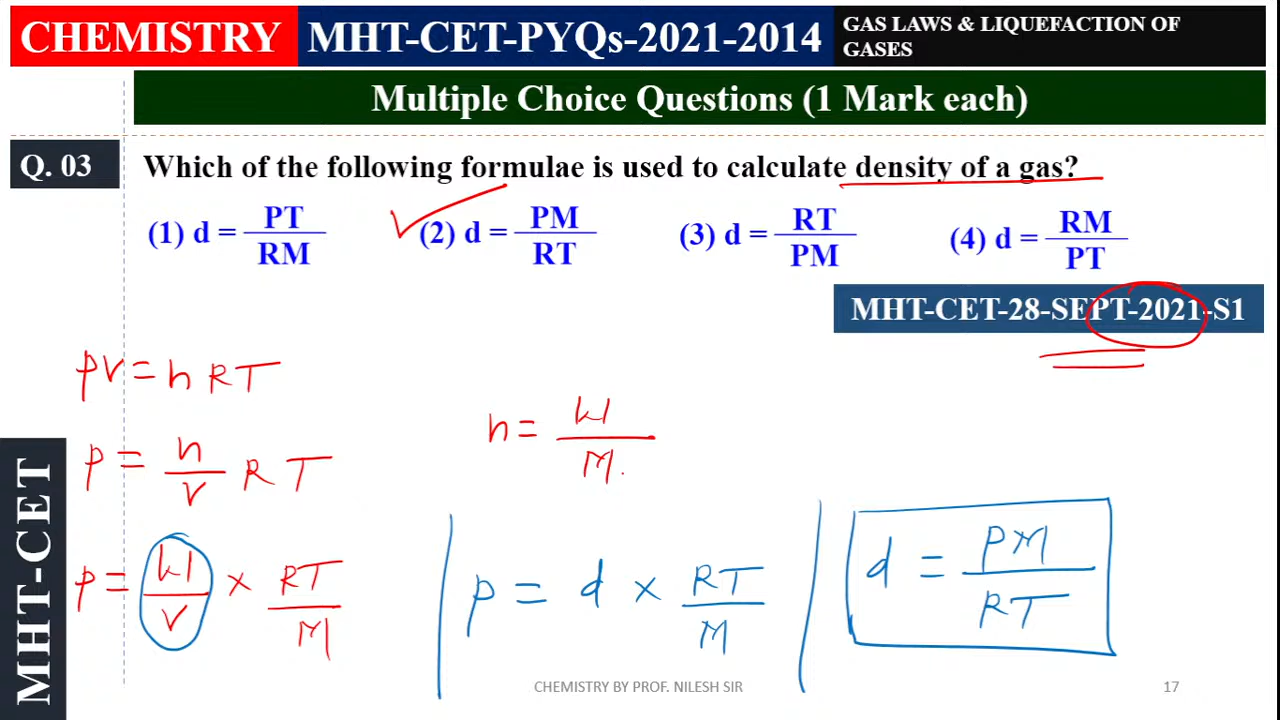 CHEMISTRY MHT-CET-PYQs-2021-2014 GAS LAWS & LIQUEFACTION OF
GASES
Multiple Choice Questions (1 Mark each)
Q. 03 Which of the following formulae is used to calculate density of a gas?
(1) d = PT/RM (2) d = PM/RT (3) d = RT/PM (4) d = RM/PT
MHT-CET-28-SEPT-2021-S1
PV = n RT
n = W/M
P = n/V R T
P = W/V × RT/M
P = d × RT/M
d = PM/RT
MHT-CET
CHEMISTRY BY PROF. NILESH SIR 17